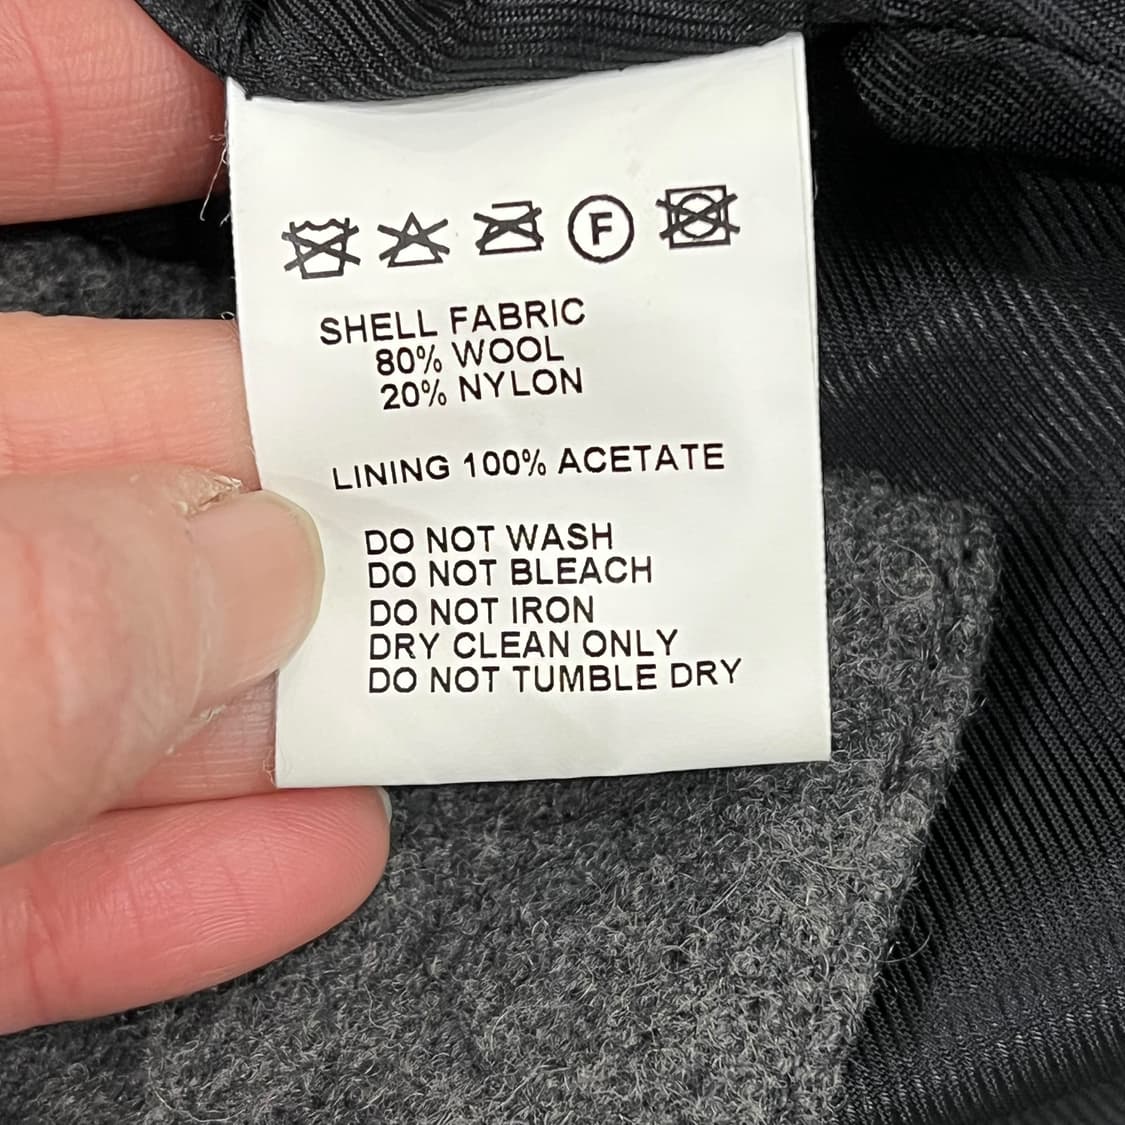 F
SHELL FABRIC
80% WOOL
20% NYLON
LINING 100% ACETATE
DO NOT WASH
DO NOT BLEACH
DO NOT IRON
DRY CLEAN ONLY
DO NOT TUMBLE DRY